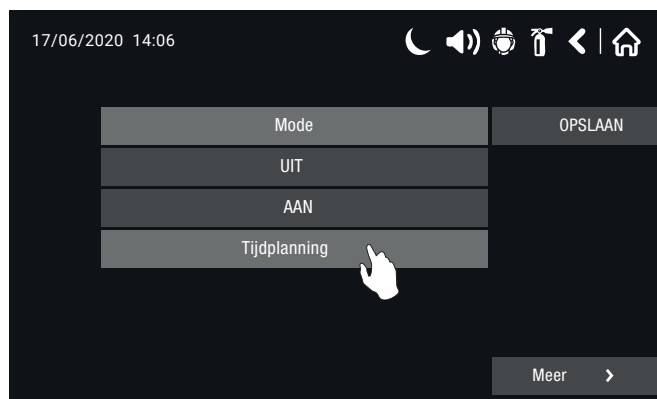 17/06/2020 14:06
Mode
OPSLAAN
UIT
AAN
Tijdplanning
Meer